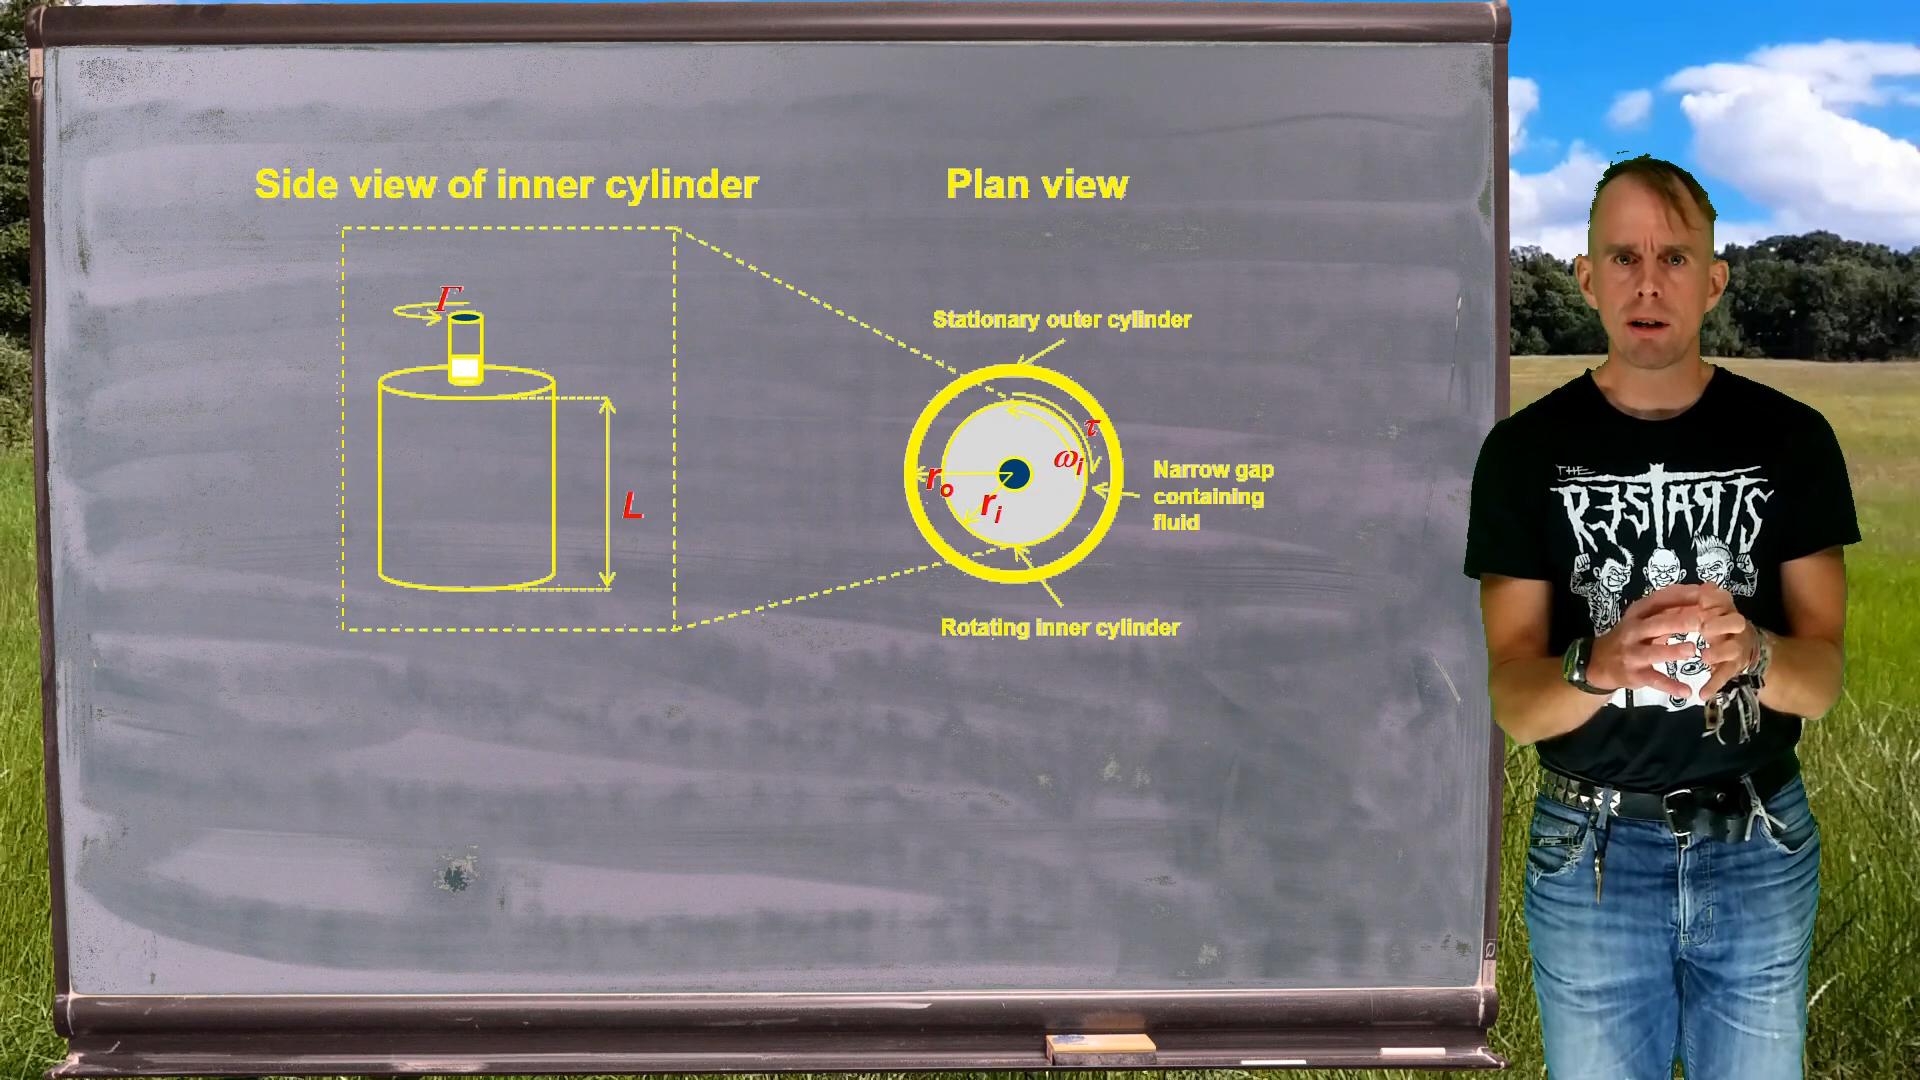 Side view of inner cylinder
Plan view
Γ
L
Stationary outer cylinder
τ
ωi
ro
ri
Narrow gap
containing
fluid
Rotating inner cylinder
THE
RESTARTS